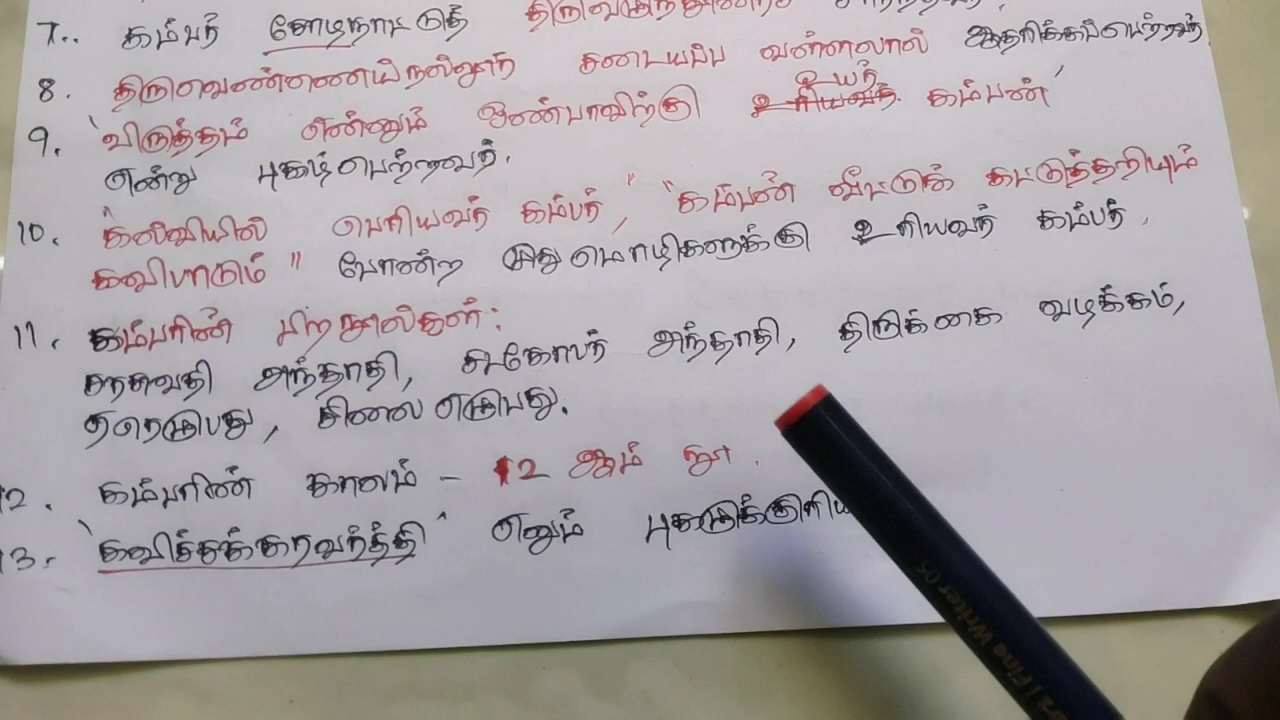 7. கம்பர் சோழநாட்டுத்
8. திருவெண்ணெய்நல்லூர் சடையப்ப வள்ளலால் ஆதரிக்கப்பெற்றவர்.
9. 'விருத்தம் என்னும் ஒண்பாவிற்கு உயர் கம்பன்'
என்று புகழ்பெற்றவர்.
10. "கல்வியில் பெரியவர் கம்பர்", "கம்பன் வீட்டுக் கட்டுத்தறியும்
கவிபாடும்" போன்ற முதுமொழிகளுக்கு உரியவர் கம்பர்.
11. கம்பரின் பிறநூல்கள்:
சரசுவதி அந்தாதி, சடகோபர் அந்தாதி, திருக்கை வழக்கம்,
ஏரெழுபது, சிலை எழுபது.
12. கம்பரின் காலம் – 12 ஆம் நூ.
13. 'கவிச்சக்கரவர்த்தி' எனும் புகழுக்குரிய